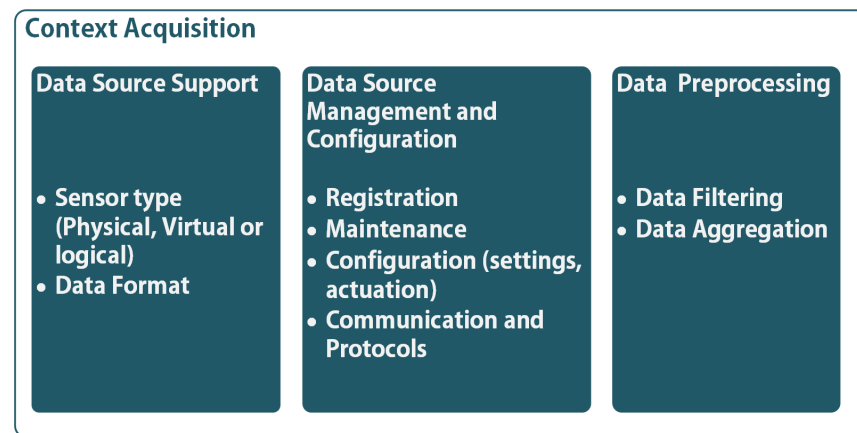 Context Acquisition
Data Source Support
• Sensor type
(Physical, Virtual or
logical)
• Data Format
Data Source
Management and
Configuration
• Registration
• Maintenance
• Configuration (settings,
actuation)
• Communication and
Protocols
Data Preprocessing
• Data Filtering
• Data Aggregation